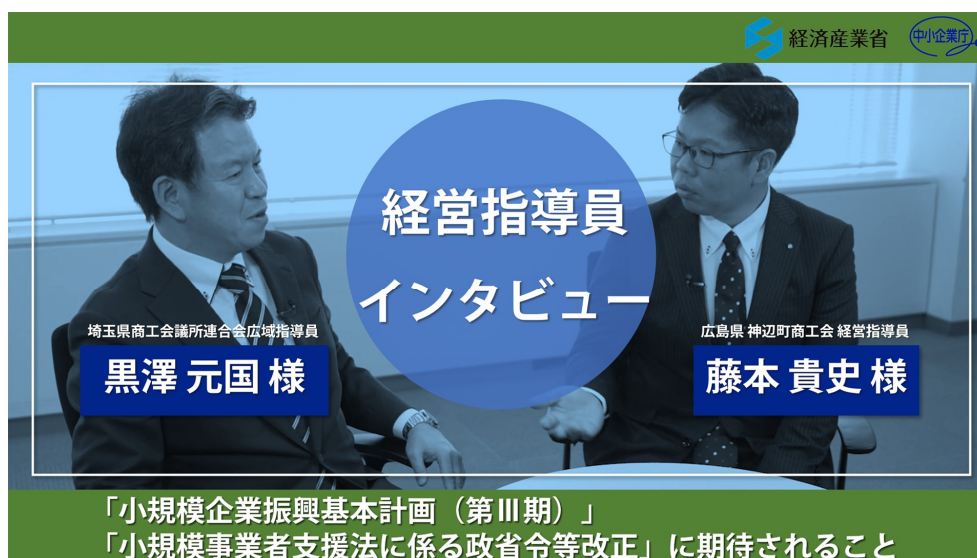 経済産業省
中小企業庁
経営指導員
インタビュー
埼玉県商工会議所連合会広域指導員
黒澤 元国 様
広島県 神辺町商工会 経営指導員
藤本 貴史 様
「小規模企業振興基本計画(第Ⅲ期)」
「小規模事業者支援法に係る政省令等改正」に期待されること